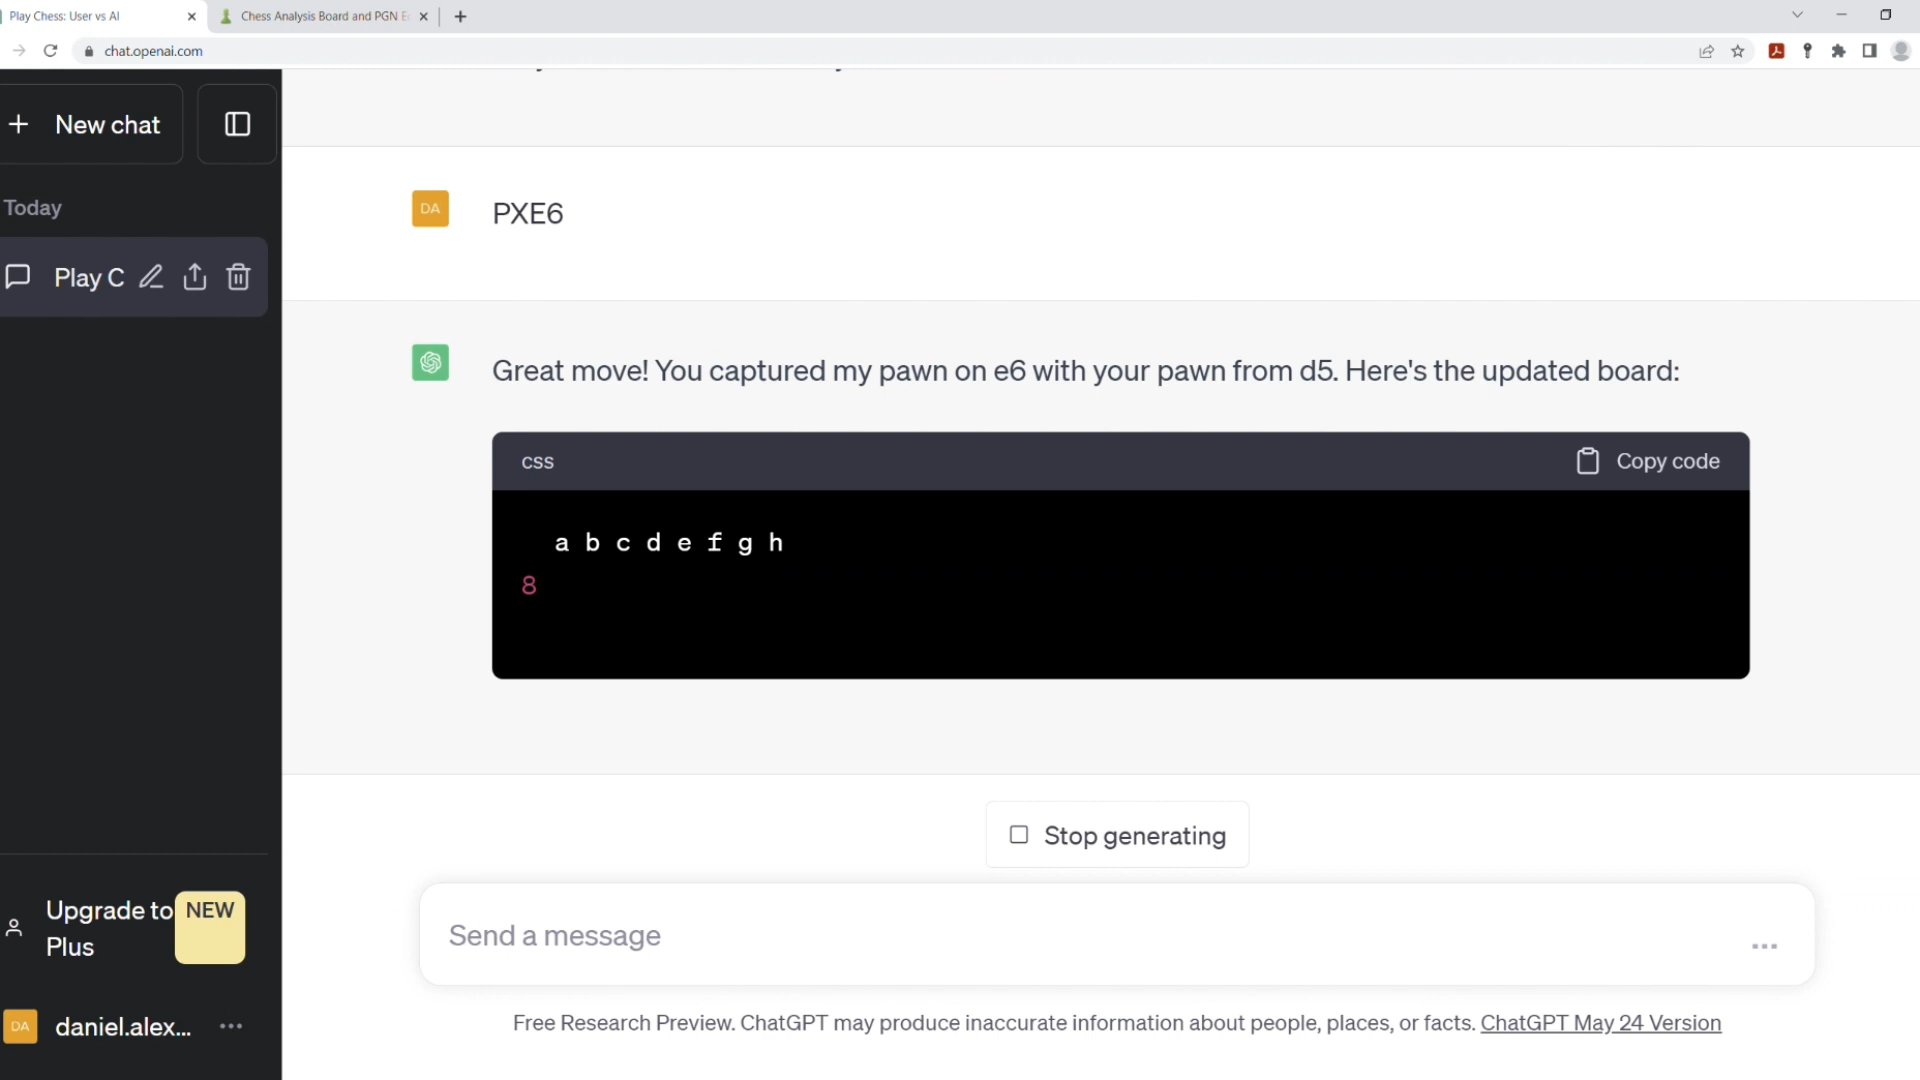 Play Chess: User vs AI
Chess Analysis Board and PGN E
chat.openai.com
New chat
Today
Play C
DA
PXE6
Great move! You captured my pawn on e6 with your pawn from d5. Here's the updated board:
css
Copy code
a b c d e f g h
8
Stop generating
Upgrade to Plus
NEW
Send a message
DA
daniel.alex...
Free Research Preview. ChatGPT may produce inaccurate information about people, places, or facts. ChatGPT May 24 Version